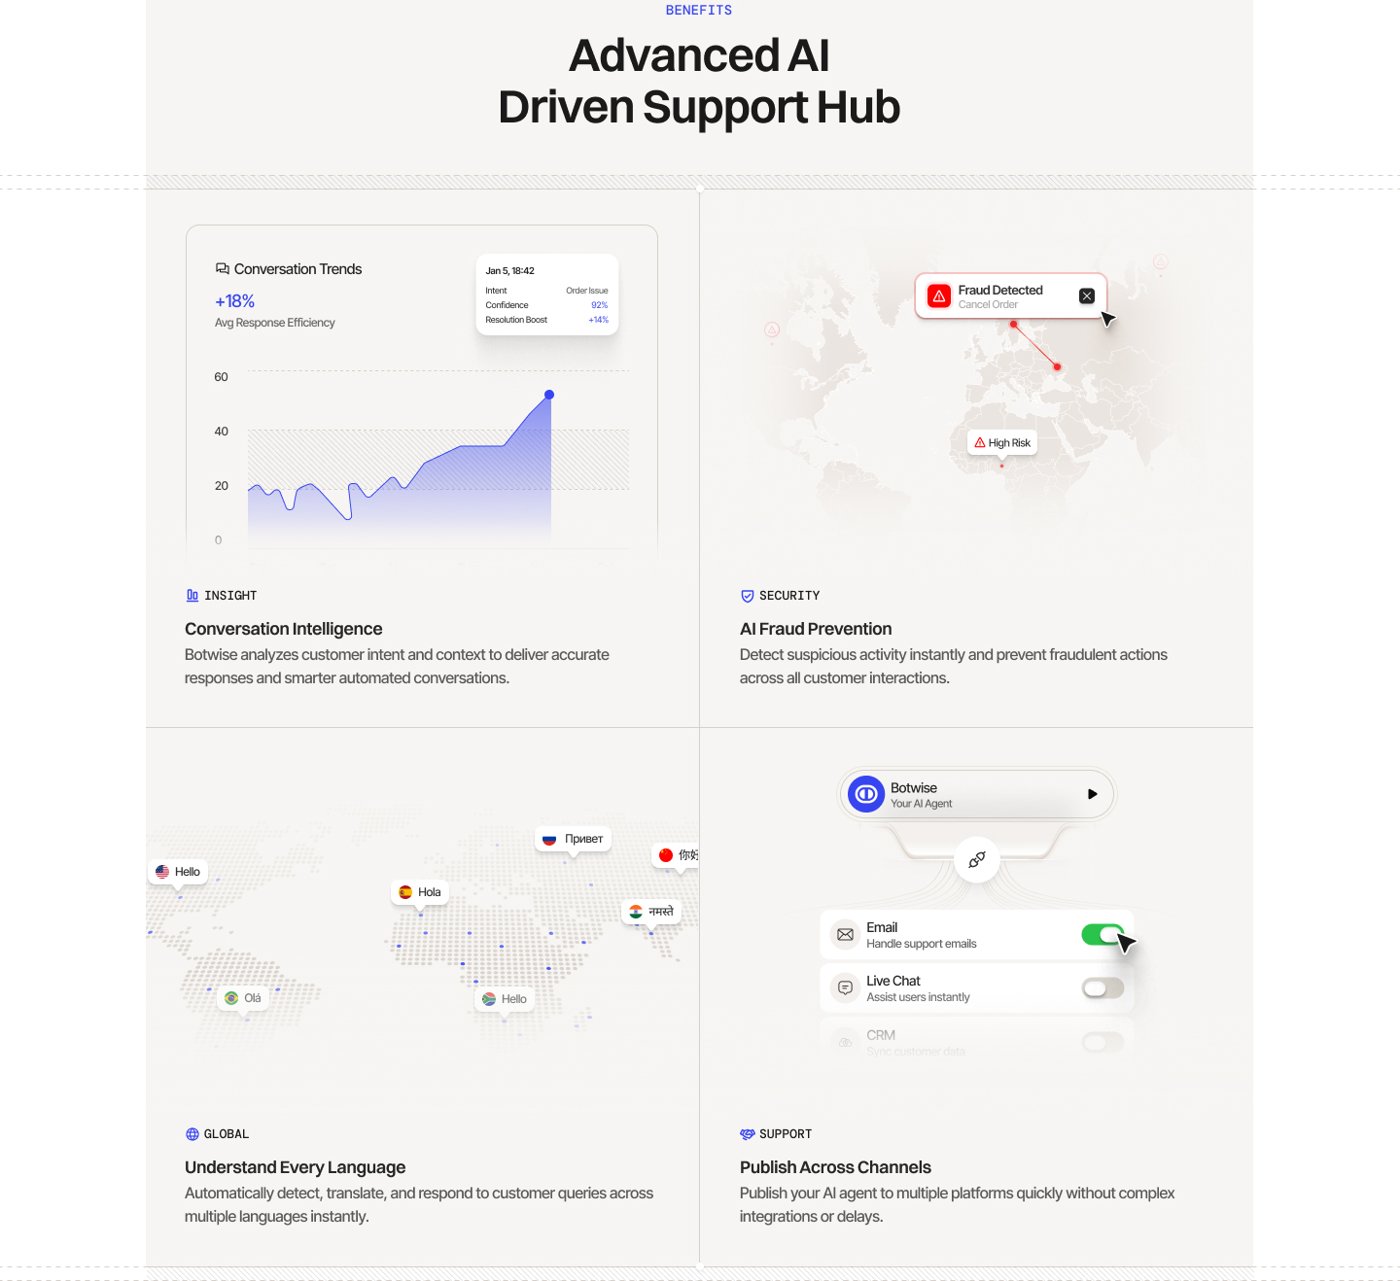 BENEFITS
Advanced AI
Driven Support Hub
Conversation Trends
+18%
Avg Response Efficiency
Jan 5, 18:42
Intent Order Issue
Confidence 92%
Resolution Boost +14%
60
40
20
0
INSIGHT
Conversation Intelligence
Botwise analyzes customer intent and context to deliver accurate
responses and smarter automated conversations.
Fraud Detected
Cancel Order
High Risk
SECURITY
AI Fraud Prevention
Detect suspicious activity instantly and prevent fraudulent actions
across all customer interactions.
Привет
你好
Hello
Hola
नमस्ते
Olá
Hello
GLOBAL
Understand Every Language
Automatically detect, translate, and respond to customer queries across
multiple languages instantly.
Botwise
Your AI Agent
Email
Handle support emails
Live Chat
Assist users instantly
CRM
Sync customer data
SUPPORT
Publish Across Channels
Publish your AI agent to multiple platforms quickly without complex
integrations or delays.